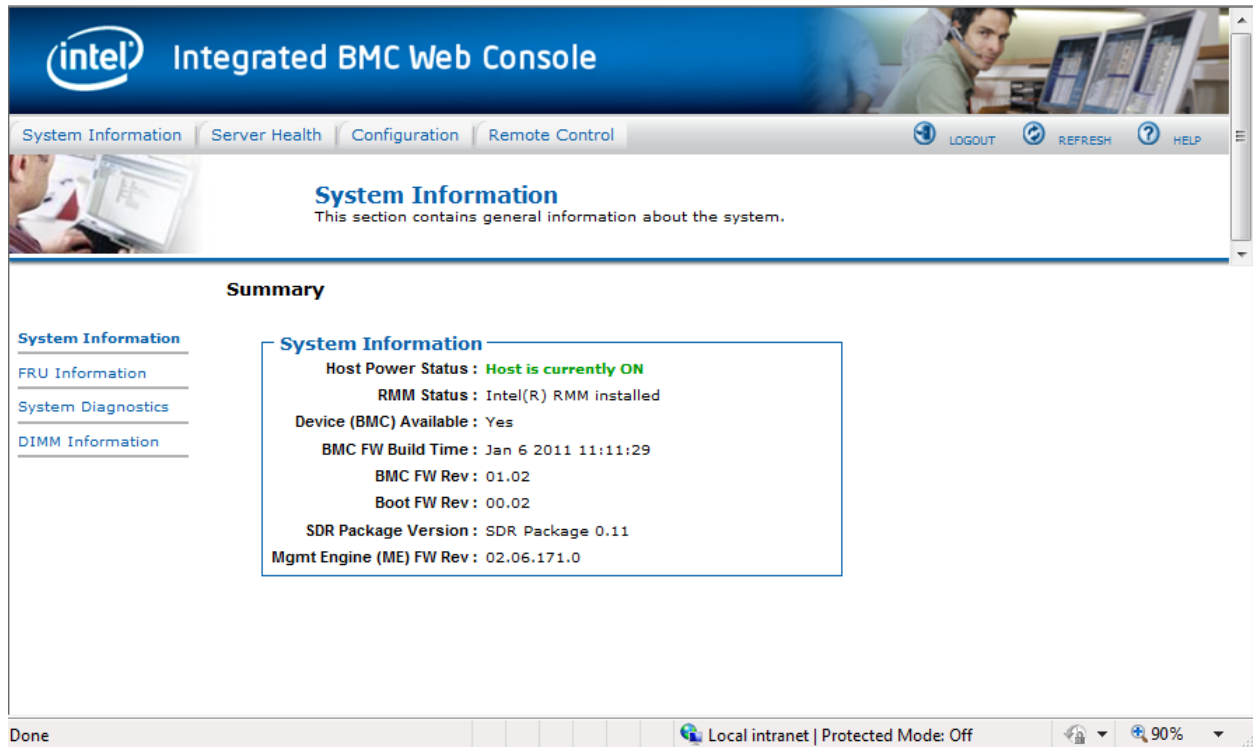 intel Integrated BMC Web Console
System Information Server Health Configuration Remote Control LOGOUT REFRESH HELP
System Information
This section contains general information about the system.
Summary
System Information
FRU Information
System Diagnostics
DIMM Information
System Information
Host Power Status : Host is currently ON
RMM Status : Intel(R) RMM installed
Device (BMC) Available : Yes
BMC FW Build Time : Jan 6 2011 11:11:29
BMC FW Rev : 01.02
Boot FW Rev : 00.02
SDR Package Version : SDR Package 0.11
Mgmt Engine (ME) FW Rev : 02.06.171.0
Done Local intranet | Protected Mode: Off 90%